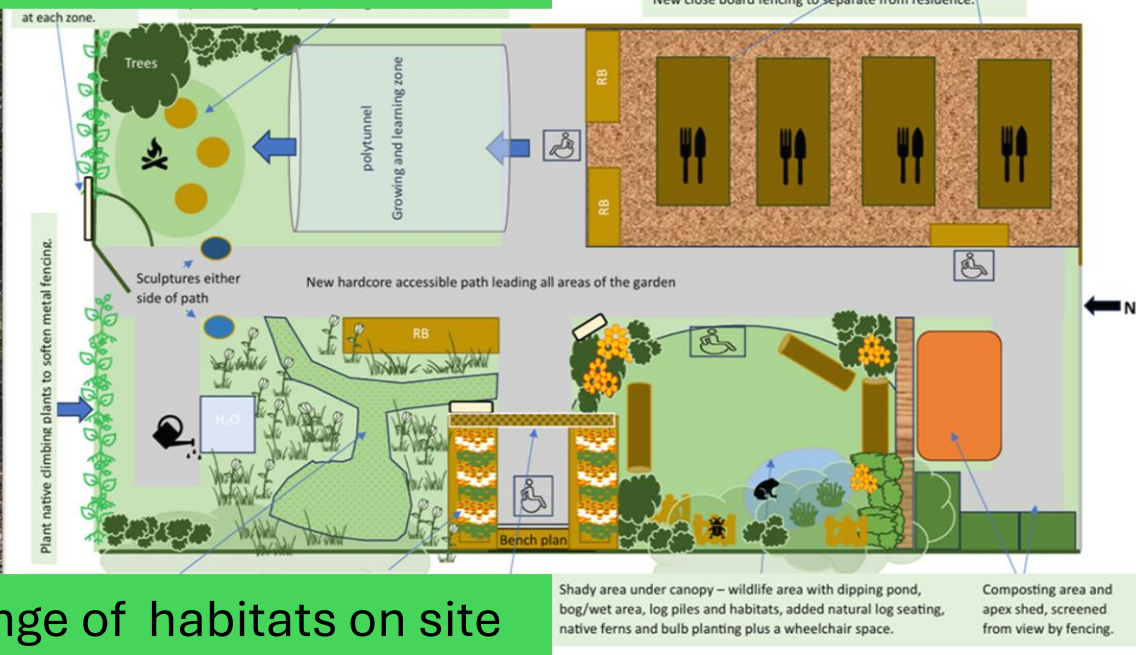 at each zone.
New close board fencing to separate from residence.
Trees
polytunnel
Growing and learning zone
RB
RB
Plant native climbing plants to soften metal fencing.
Sculptures either
side of path
New hardcore accessible path leading all areas of the garden
N
RB
H₂O
Bench plan
nge of habitats on site
Shady area under canopy – wildlife area with dipping pond,
bog/wet area, log piles and habitats, added natural log seating,
native ferns and bulb planting plus a wheelchair space.
Composting area and
apex shed, screened
from view by fencing.